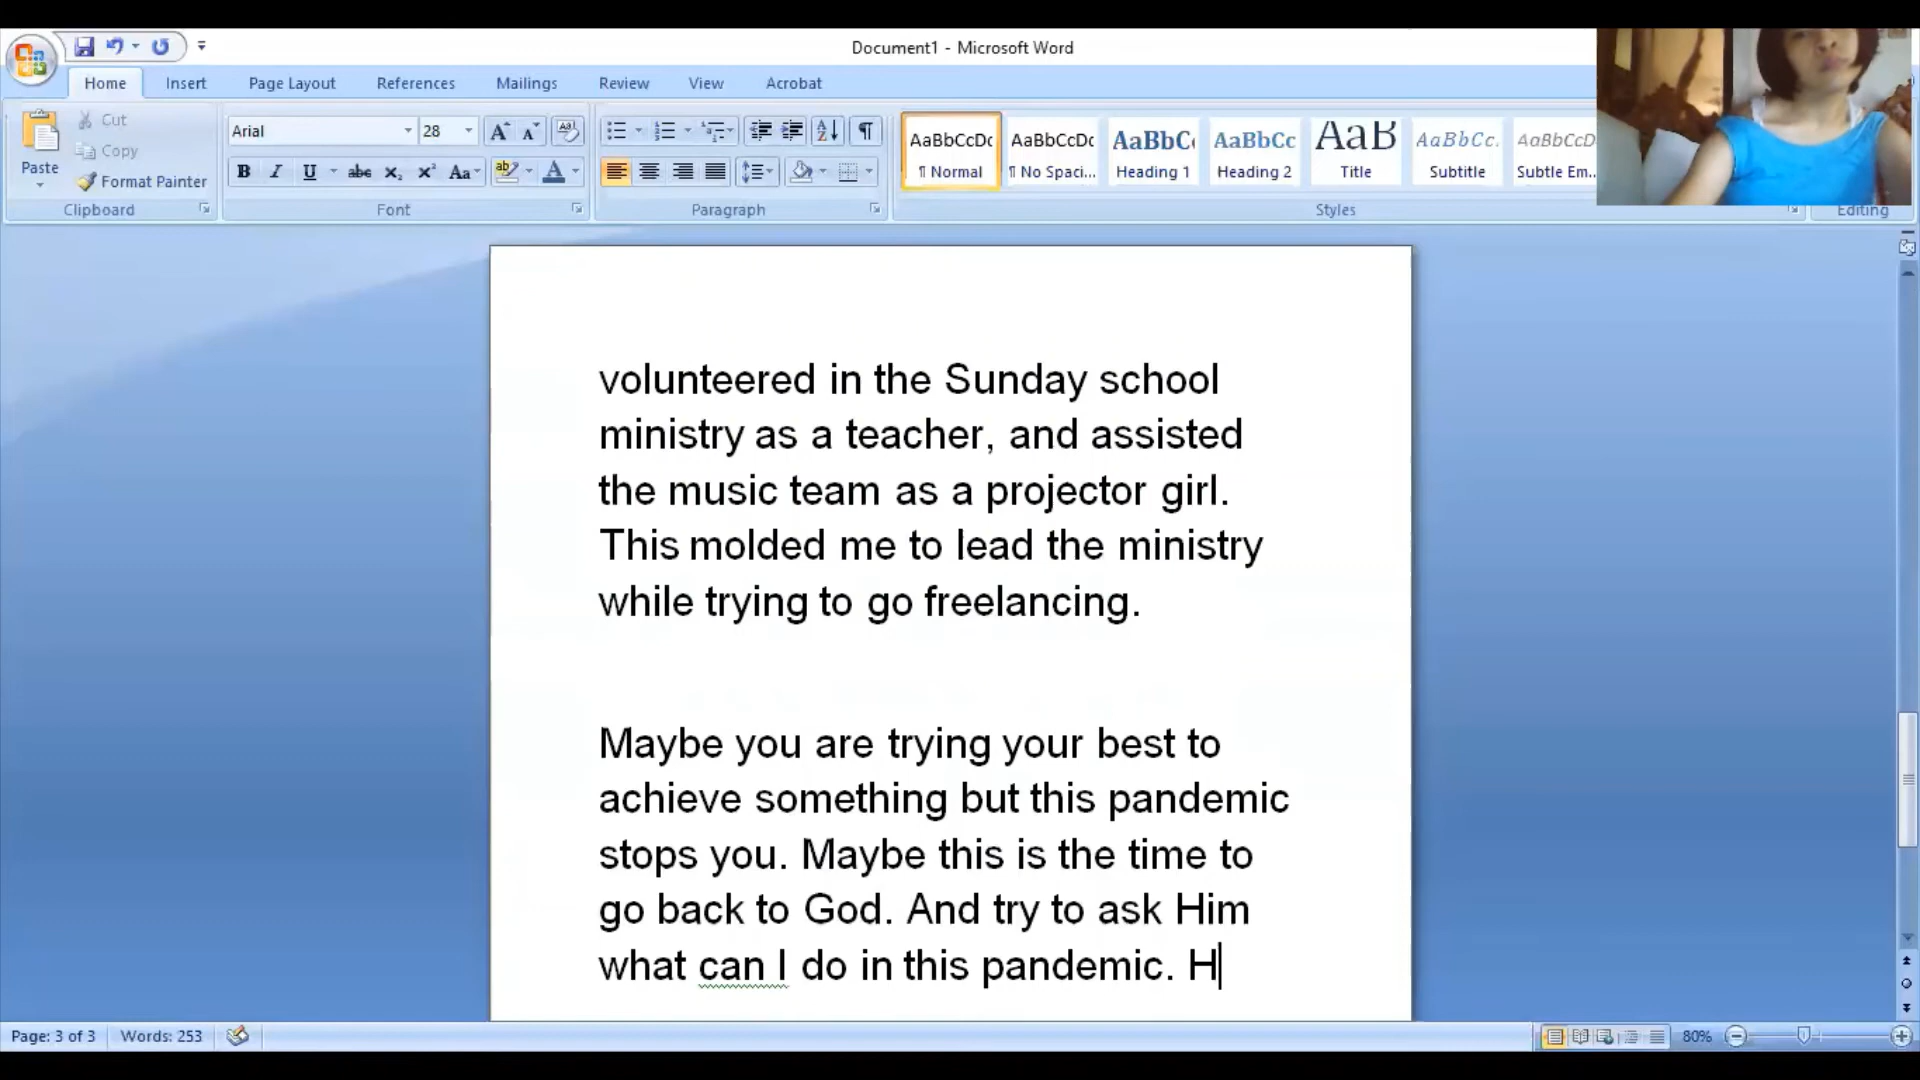 Document1 - Microsoft Word
Home Insert Page Layout References Mailings Review View Acrobat
Paste
Cut
Copy
Format Painter
Clipboard
Arial 28
B I U abc X₂ X² Aa
Font
Paragraph
AaBbCcDc AaBbCcDc AaBbC AaBbCc AaB AaBbCc. AaBbCcD
¶ Normal ¶ No Spaci... Heading 1 Heading 2 Title Subtitle Subtle Em...
Styles
Editing
volunteered in the Sunday school
ministry as a teacher, and assisted
the music team as a projector girl.
This molded me to lead the ministry
while trying to go freelancing.
Maybe you are trying your best to
achieve something but this pandemic
stops you. Maybe this is the time to
go back to God. And try to ask Him
what can I do in this pandemic. H
Page: 3 of 3 Words: 253 80%